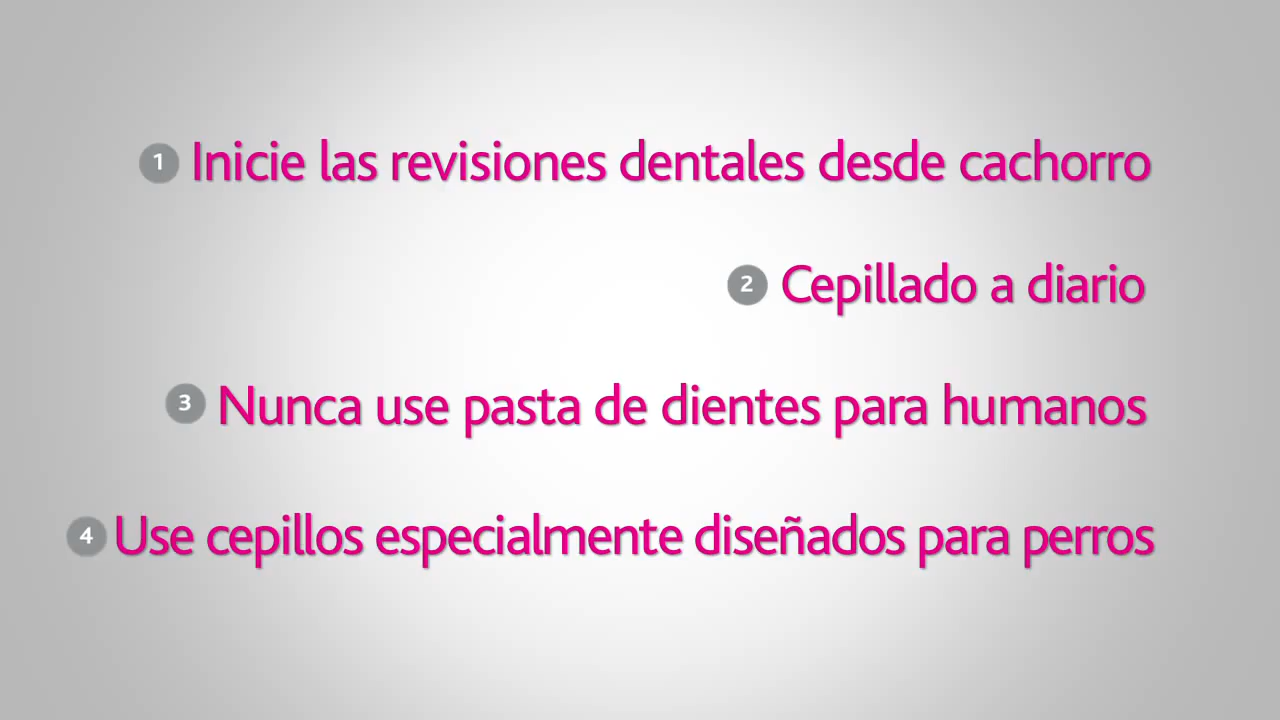 1 Inicie las revisiones dentales desde cachorro
2 Cepillado a diario
3 Nunca use pasta de dientes para humanos
4 Use cepillos especialmente diseñados para perros